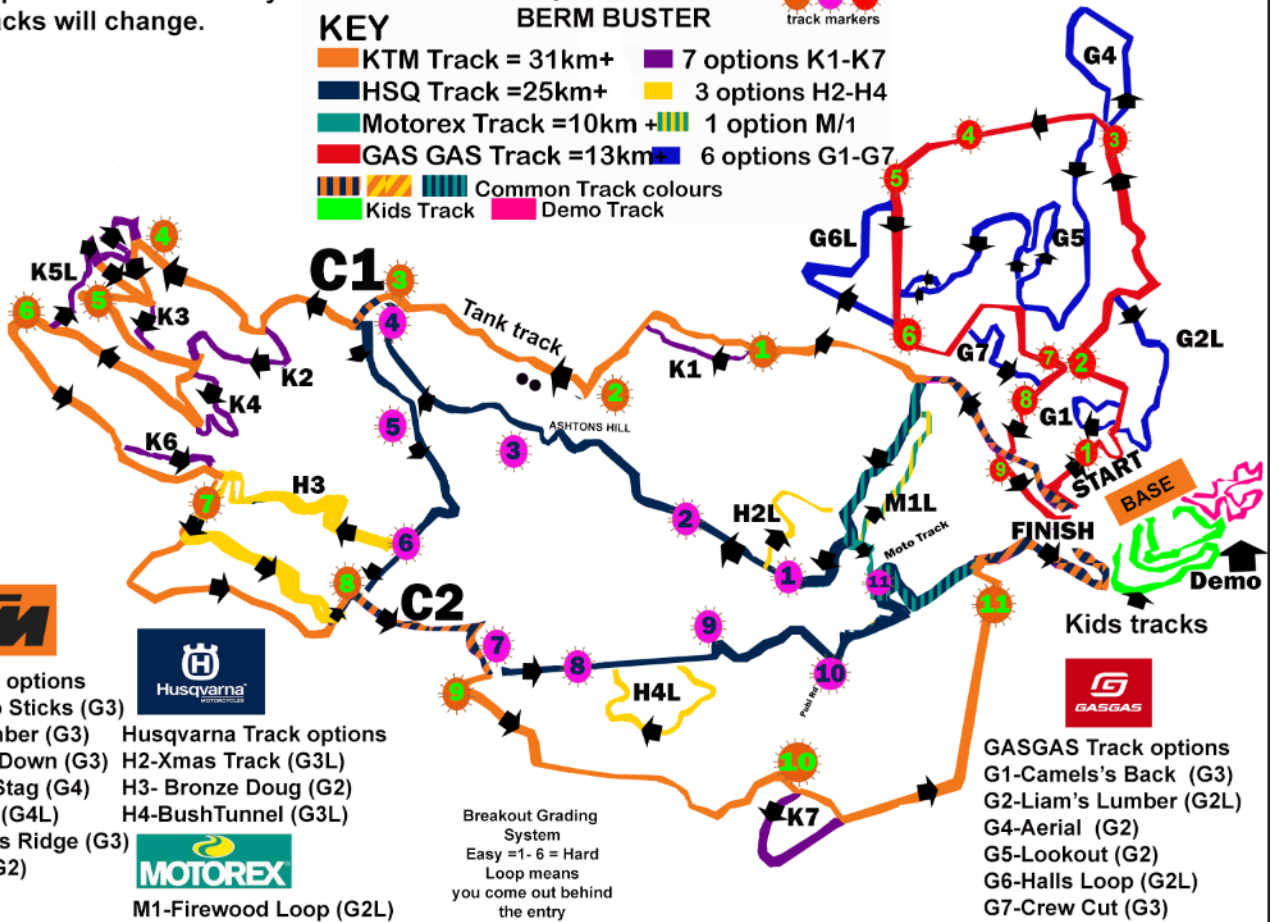 acks will change.
BERM BUSTER
track markers
KEY
KTM Track = 31km+
7 options K1-K7
HSQ Track =25km+
3 options H2-H4
Motorex Track =10km +
1 option M/1
GAS GAS Track =13km+
6 options G1-G7
Common Track colours
Kids Track
Demo Track
G4
4
3
5
G6L
G5
4
K5L
5
6
K3
K2
K4
C1
3
4
Tank track
K1
1
2
6
G7
7
2
G2L
8
G1
9
1
START
BASE
FINISH
Demo
Kids tracks
5
3
ASHTONS HILL
2
H2L
1
M1L
Moto Track
11
11
K6
7
H3
6
8
C2
7
8
9
10
Puhi Rd
9
H4L
10
K7
options
Sticks (G3)
ber (G3)
Down (G3)
Stag (G4)
(G4L)
s Ridge (G3)
G2)
H
Husqvarna
MOTORCYCLES
Husqvarna Track options
H2-Xmas Track (G3L)
H3- Bronze Doug (G2)
H4-BushTunnel (G3L)
MOTOREX
M1-Firewood Loop (G2L)
Breakout Grading
System
Easy =1- 6 = Hard
Loop means
you come out behind
the entry
GASGAS
GASGAS Track options
G1-Camels's Back (G3)
G2-Liam's Lumber (G2L)
G4-Aerial (G2)
G5-Lookout (G2)
G6-Halls Loop (G2L)
G7-Crew Cut (G3)